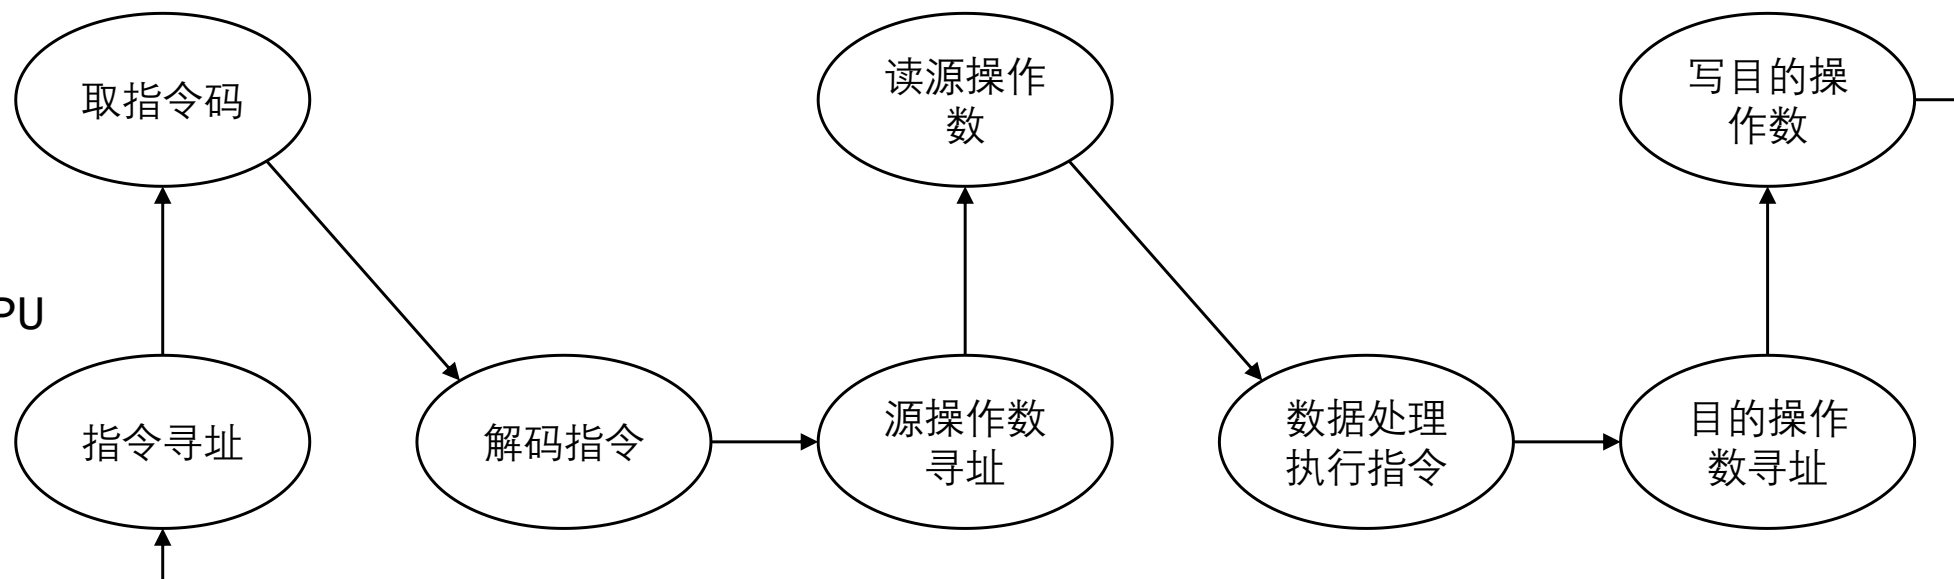 取指令码
读源操作
数
写目的操
作数
PU
指令寻址
解码指令
源操作数
寻址
数据处理
执行指令
目的操作
数寻址